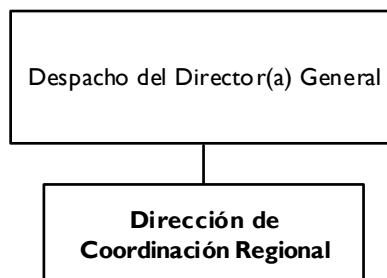 Despacho del Director(a) General
Dirección de
Coordinación Regional